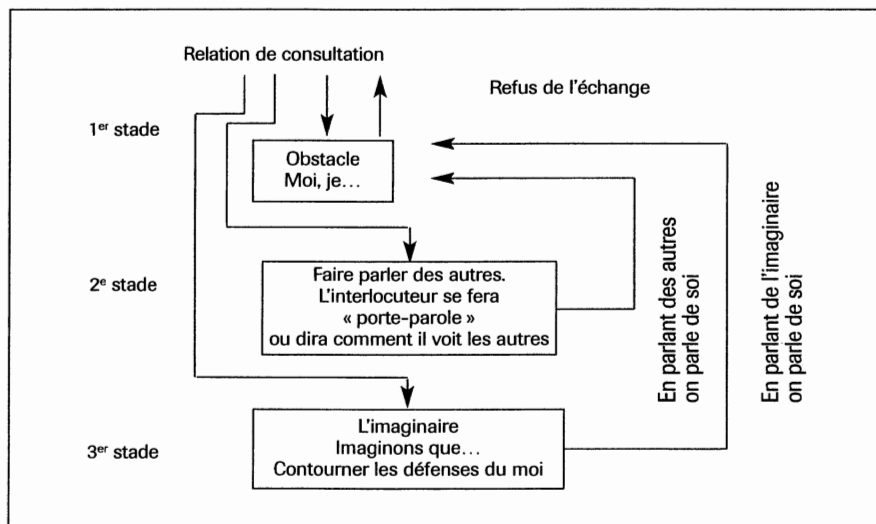 Relation de consultation
Refus de l'échange
1er stade
Obstacle
Moi, je…
2e stade
Faire parler des autres.
L'interlocuteur se fera
« porte-parole »
ou dira comment il voit les autres
En parlant des autres
on parle de soi
En parlant de l'imaginaire
on parle de soi
3er stade
L'imaginaire
Imaginons que…
Contourner les défenses du moi